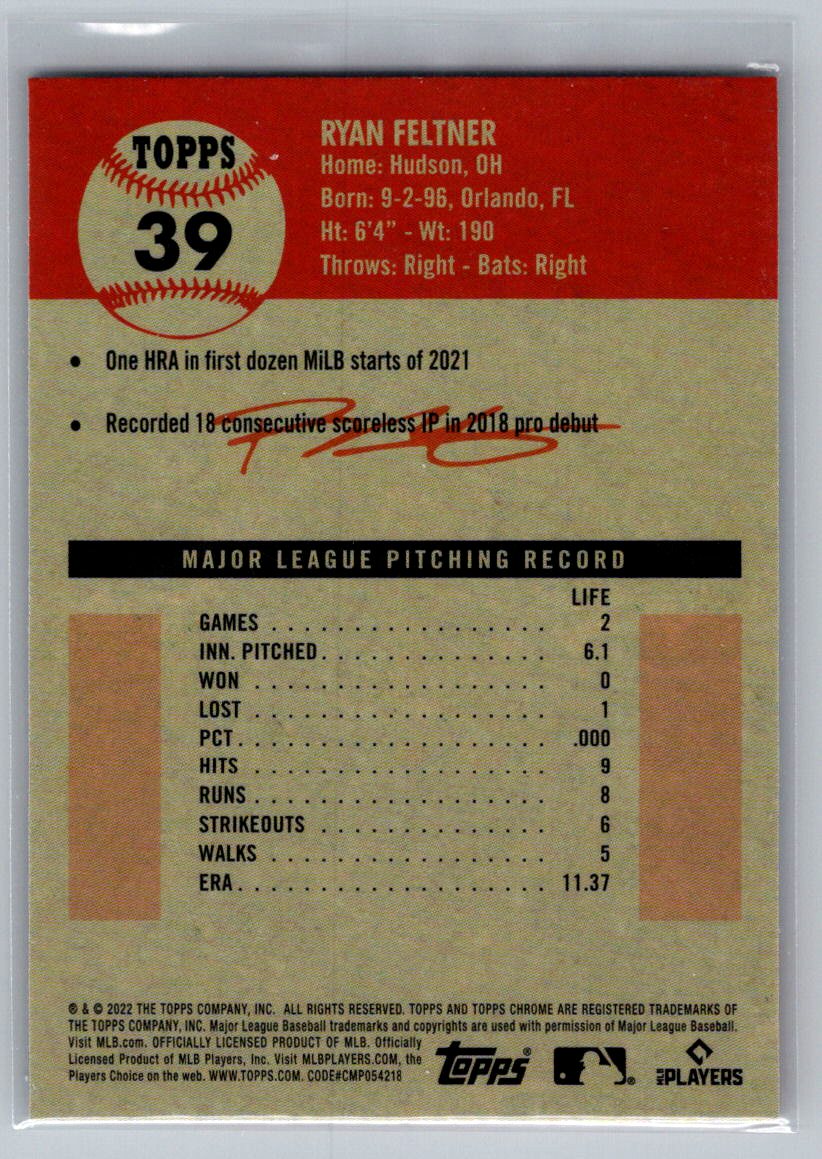 TOPPS
39
RYAN FELTNER
Home: Hudson, OH
Born: 9-2-96, Orlando, FL
Ht: 6'4" - Wt: 190
Throws: Right - Bats: Right
• One HRA in first dozen MiLB starts of 2021
• Recorded 18 consecutive scoreless IP in 2018 pro debut
MAJOR LEAGUE PITCHING RECORD
LIFE
GAMES . . . . . . . . . . . . . . . . . 2
INN. PITCHED. . . . . . . . . . . . . . 6.1
WON . . . . . . . . . . . . . . . . . . 0
LOST . . . . . . . . . . . . . . . . . . 1
PCT. . . . . . . . . . . . . . . . . . . .000
HITS . . . . . . . . . . . . . . . . . . 9
RUNS . . . . . . . . . . . . . . . . . . 8
STRIKEOUTS . . . . . . . . . . . . . . 6
WALKS . . . . . . . . . . . . . . . . . 5
ERA. . . . . . . . . . . . . . . . . . . 11.37
® & © 2022 THE TOPPS COMPANY, INC. ALL RIGHTS RESERVED. TOPPS AND TOPPS CHROME ARE REGISTERED TRADEMARKS OF
THE TOPPS COMPANY, INC. Major League Baseball trademarks and copyrights are used with permission of Major League Baseball.
Visit MLB.com. OFFICIALLY LICENSED PRODUCT OF MLB. Officially
Licensed Product of MLB Players, Inc. Visit MLBPLAYERS.COM, the
Players Choice on the web. WWW.TOPPS.COM. CODE#CMP054218
topps®
®
MLB PLAYERS